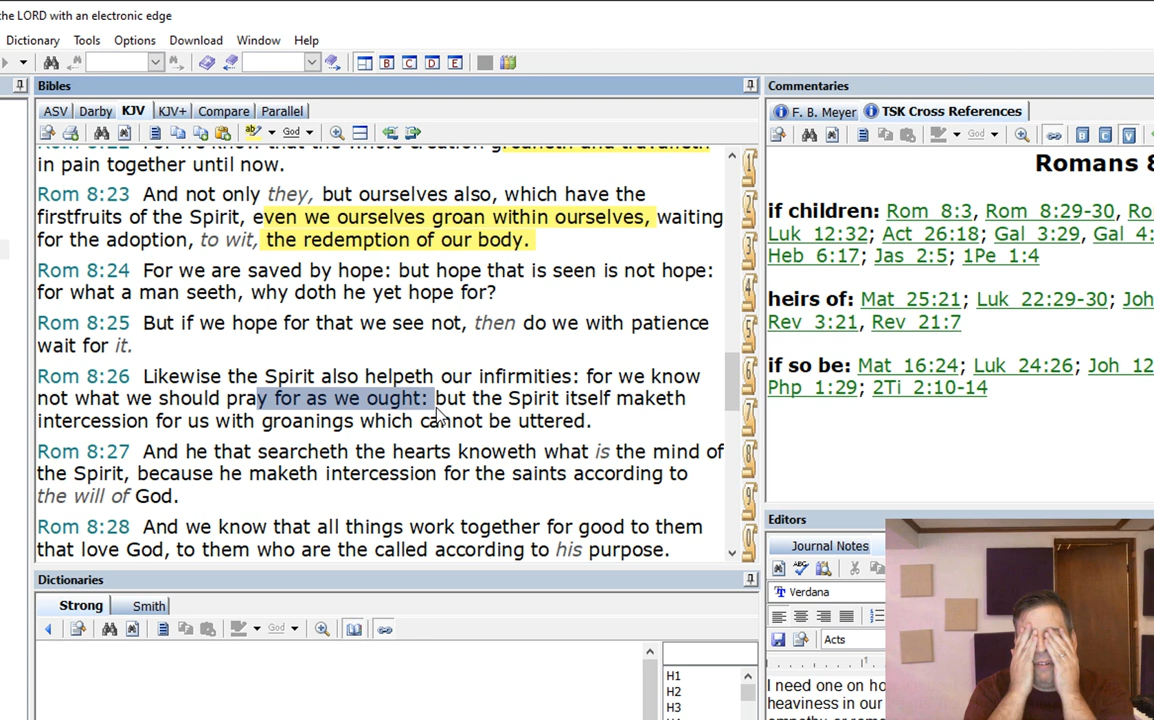 the LORD with an electronic edge
Dictionary Tools Options Download Window Help
B C D E
Bibles
ASV Darby KJV KJV+ Compare Parallel
in pain together until now.
Rom 8:23 And not only they, but ourselves also, which have the
firstfruits of the Spirit, even we ourselves groan within ourselves, waiting
for the adoption, to wit, the redemption of our body.
Rom 8:24 For we are saved by hope: but hope that is seen is not hope:
for what a man seeth, why doth he yet hope for?
Rom 8:25 But if we hope for that we see not, then do we with patience
wait for it.
Rom 8:26 Likewise the Spirit also helpeth our infirmities: for we know
not what we should pray for as we ought: but the Spirit itself maketh
intercession for us with groanings which cannot be uttered.
Rom 8:27 And he that searcheth the hearts knoweth what is the mind of
the Spirit, because he maketh intercession for the saints according to
the will of God.
Rom 8:28 And we know that all things work together for good to them
that love God, to them who are the called according to his purpose.
Dictionaries
Strong Smith
H1
H2
H3
Commentaries
F. B. Meyer TSK Cross References
Romans 8
if children: Rom 8:3, Rom 8:29-30,
Luk 12:32; Act 26:18; Gal 3:29, Gal 4:
Heb 6:17; Jas 2:5; 1Pe 1:4
heirs of: Mat 25:21; Luk 22:29-30; Joh
Rev 3:21, Rev 21:7
if so be: Mat 16:24; Luk 24:26; Joh 12
Php 1:29; 2Ti 2:10-14
Editors
Journal Notes
Verdana
Acts
I need one on
heaviness in our